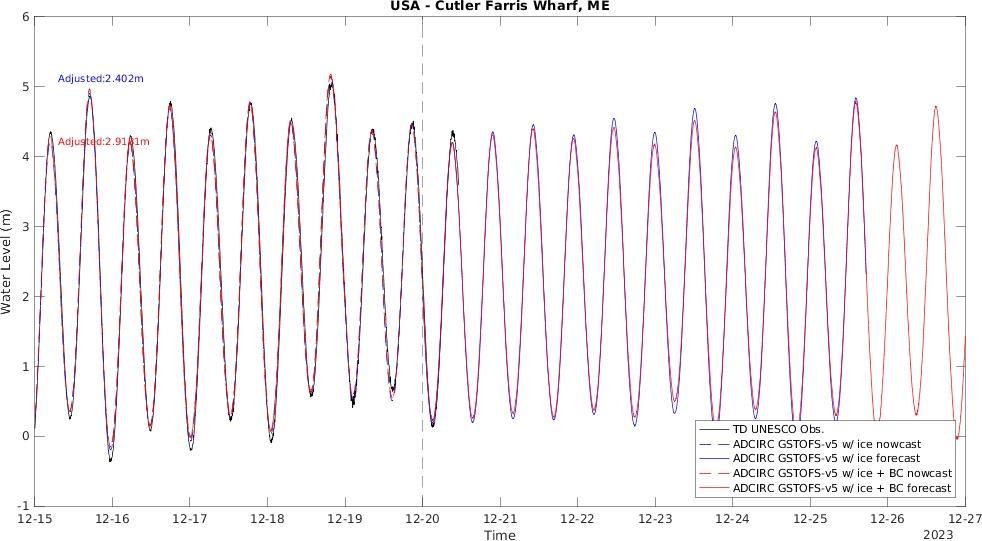 USA - Cutler Farris Wharf, ME
6
5
4
3
2
1
0
-1
Water Level (m)
Adjusted:2.402m
TD UNESCO Obs.
ADCIRC GSTOFS-v5 w/ ice nowcast
ADCIRC GSTOFS-v5 w/ ice forecast
ADCIRC GSTOFS-v5 w/ ice + BC nowcast
ADCIRC GSTOFS-v5 w/ ice + BC forecast
12-15 12-16 12-17 12-18 12-19 12-20 12-21 12-22 12-23 12-24 12-25 12-26 12-27
Time
2023